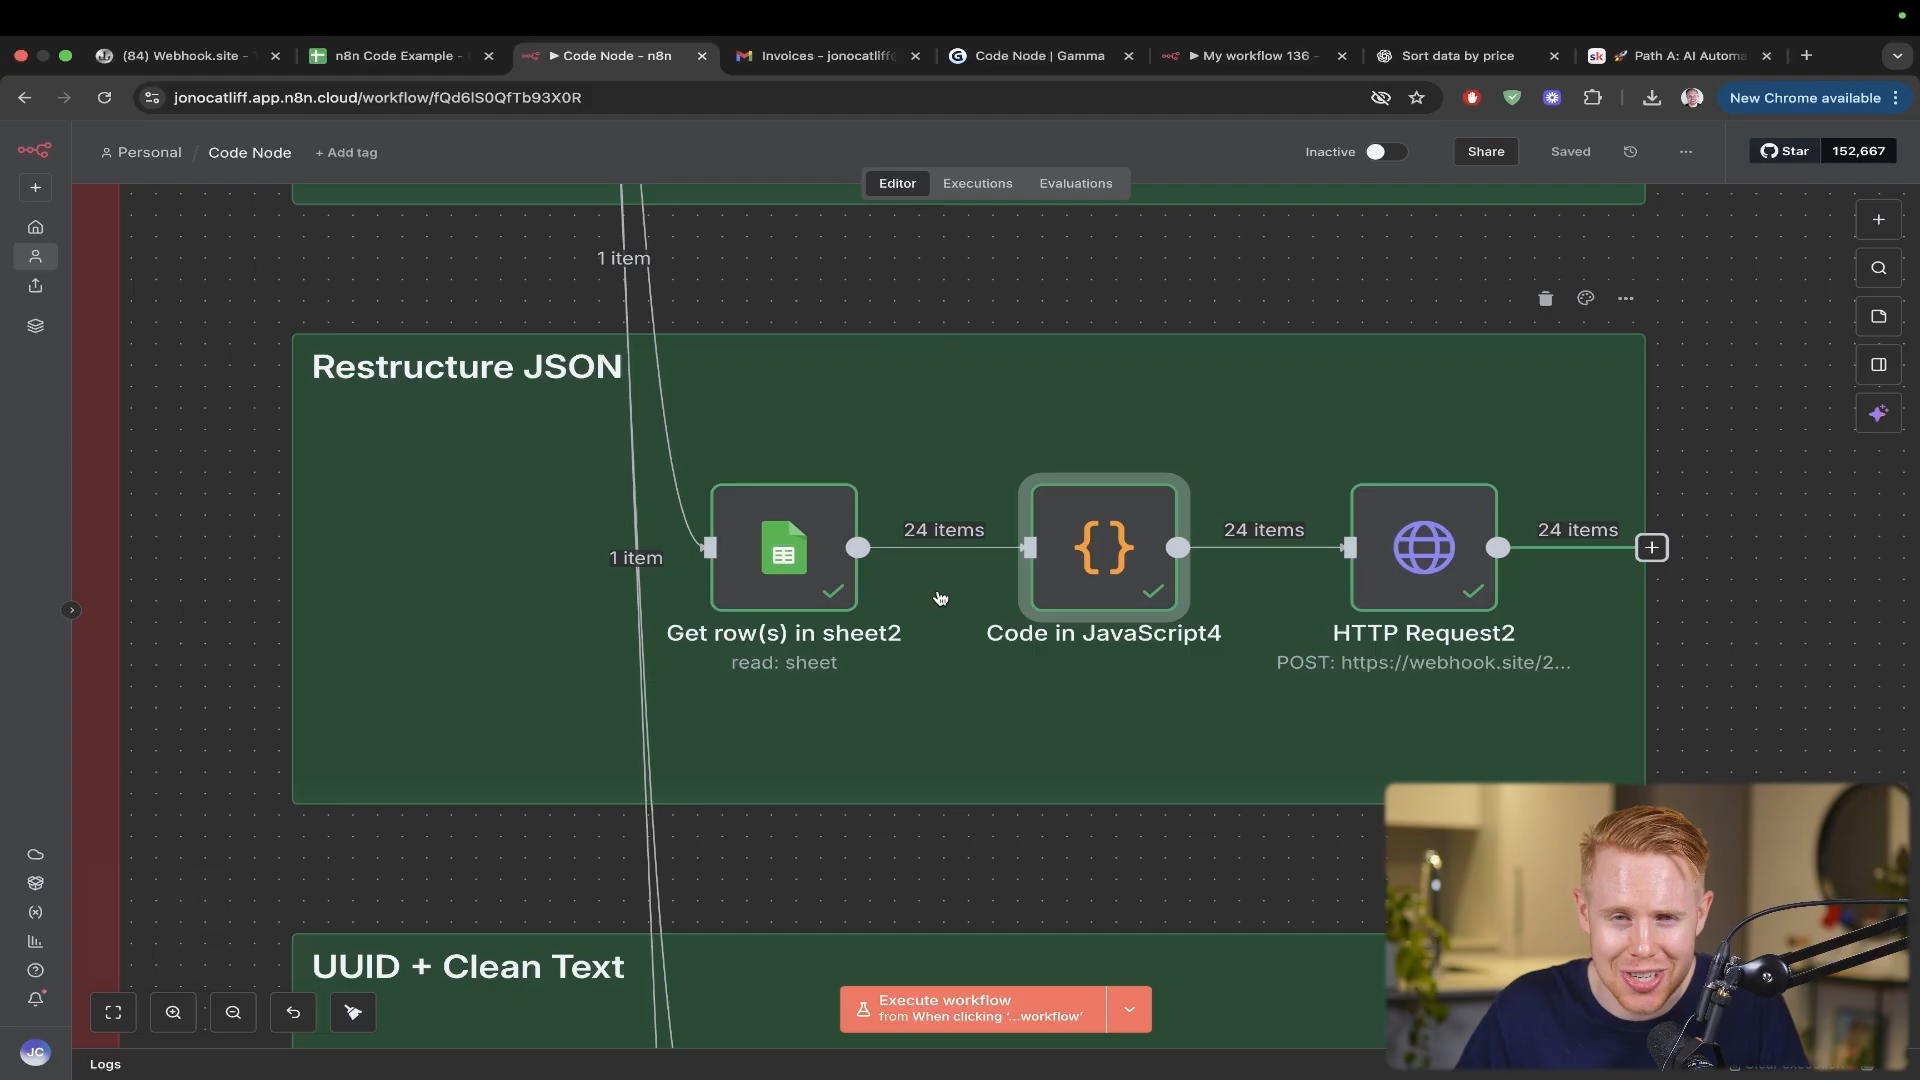 (84) Webhook.site -
n8n Code Example -
▶ Code Node - n8n
Invoices - jonocatliff
Code Node | Gamma
▶ My workflow 136 -
Sort data by price
sk
🚀 Path A: AI Automa
jonocatliff.app.n8n.cloud/workflow/fQd6lS0QfTb93X0R
New Chrome available
Personal / Code Node + Add tag
Inactive
Share
Saved
Star 152,667
Editor Executions Evaluations
1 item
Restructure JSON
24 items
24 items
24 items
1 item
Get row(s) in sheet2
read: sheet
Code in JavaScript4
HTTP Request2
POST: https://webhook.site/2...
UUID + Clean Text
Execute workflow
from When clicking '...workflow'
JC
Logs